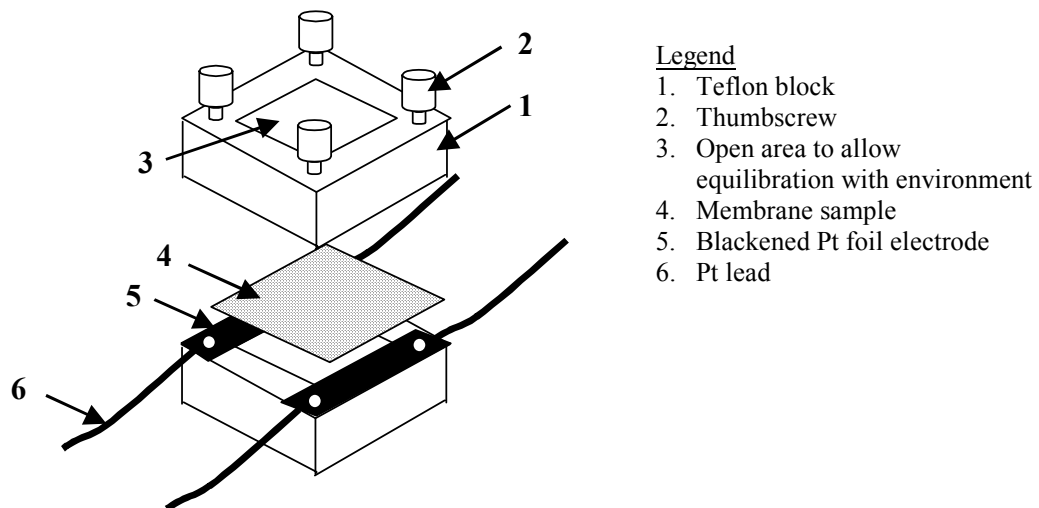 2
1
3
4
5
6
Legend
1. Teflon block
2. Thumbscrew
3. Open area to allow
equilibration with environment
4. Membrane sample
5. Blackened Pt foil electrode
6. Pt lead